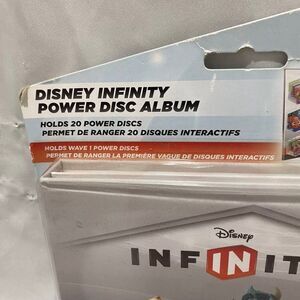 DISNEY INFINITY
POWER DISC ALBUM
HOLDS 20 POWER DISCS
PERMET DE RANGER 20 DISQUES INTERACTIFS
HOLDS WAVE 1 POWER DISCS
PERMET DE RANGER LA PREMIÈRE VAGUE DE DISQUES INTERACTIFS
Disney
INFINIT